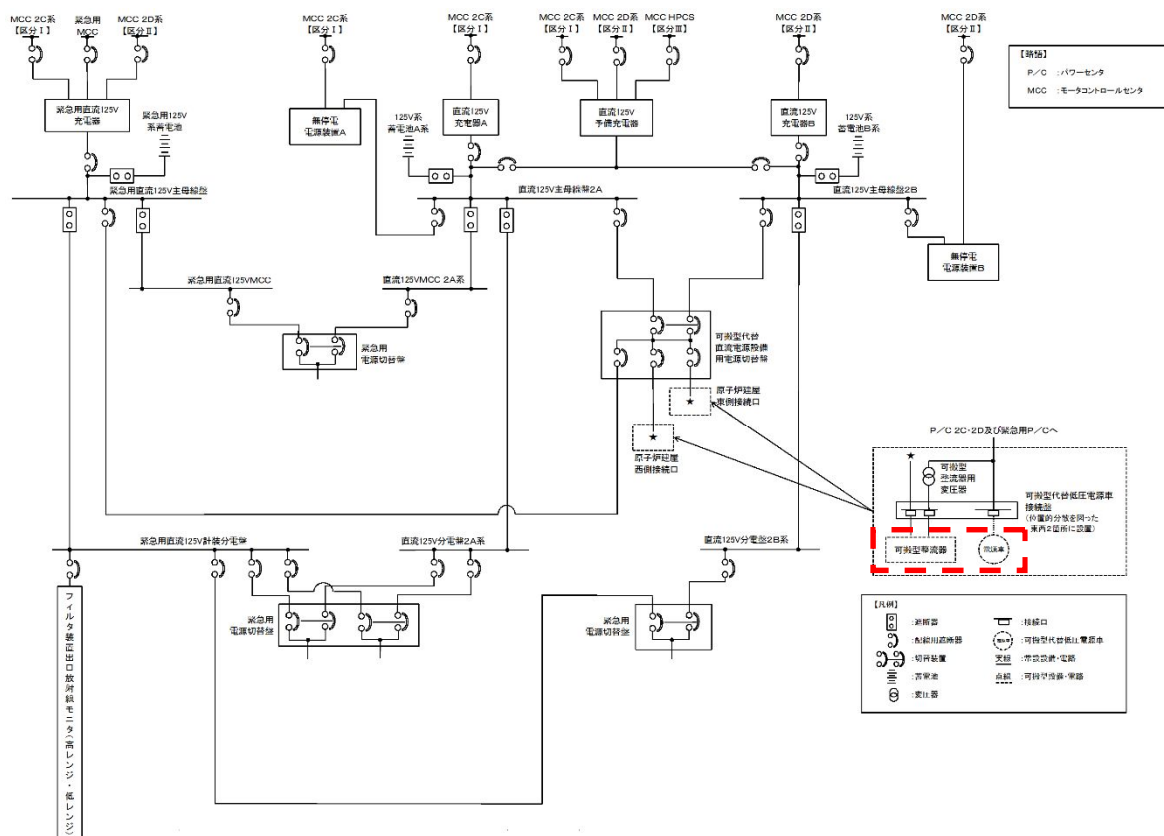 MCC 2C系
【区分Ⅰ】
緊急用
MCC
MCC 2D系
【区分Ⅱ】
MCC 2C系
【区分Ⅰ】
MCC 2C系
【区分Ⅰ】
MCC 2C系
【区分Ⅰ】
MCC 2D系
【区分Ⅱ】
MCC HPCS
【区分Ⅲ】
MCC 2D系
【区分Ⅱ】
MCC 2D系
【区分Ⅱ】
【略語】
P/C :パワーセンタ
MCC :モータコントロールセンタ
緊急用直流125V
充電器
緊急用125V
系蓄電池
無停電
電源装置A
125V系
蓄電池A系
直流125V
充電器A
直流125V
予備充電器
直流125V
充電器B
125V系
蓄電池B系
緊急用直流125V主母線盤
直流125V主母線盤2A
直流125V主母線盤2B
無停電
電源装置B
緊急用直流125VMCC
直流125VMCC 2A系
緊急用
電源切替盤
可搬型代替
直流電源設備
用電源切替盤
原子炉建屋
東側接続口
★
★
原子炉建屋
西側接続口
P/C 2C・2D及び緊急用P/Cへ
★
可搬型
整流器用
変圧器
可搬型代替低圧電源車
接続盤
(位置的分散を図った
東西2箇所に設置)
可搬型整流器
電源車
緊急用直流125V計装分電盤
直流125V分電盤2A系
直流125V分電盤2B系
緊急用
電源切替盤
緊急用
電源切替盤
フィルタ装置出口放射線モニタ(高レンジ・低レンジ)
【凡例】
:遮断器
:配線用遮断器
:切替装置
:蓄電池
:変圧器
:接続口
電源車 :可搬型代替低圧電源車
実線 :常設設備・電路
点線 :可搬型設備・電路